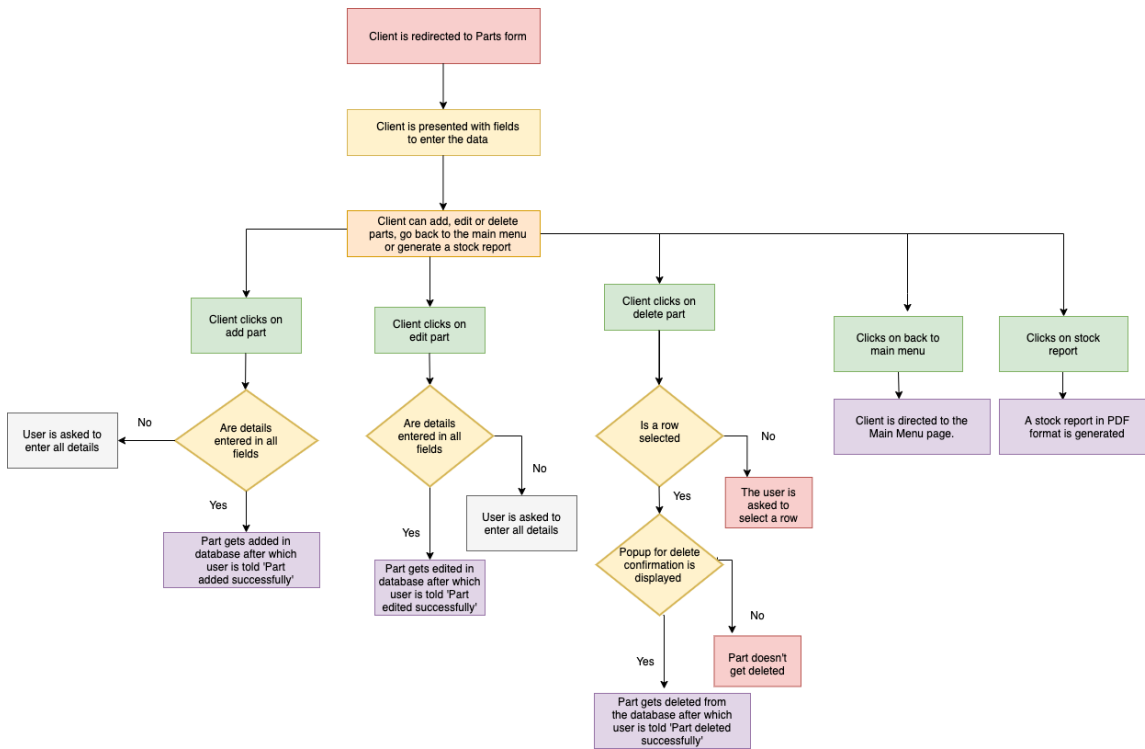 Client is redirected to Parts form
Client is presented with fields
to enter the data
Client can add, edit or delete
parts, go back to the main menu
or generate a stock report
Client clicks on
add part
Client clicks on
edit part
Client clicks on
delete part
Clicks on back to
main menu
Clicks on stock
report
Are details
entered in all
fields
No
User is asked to
enter all details
Yes
Part gets added in
database after which
user is told 'Part
added successfully'
Are details
entered in all
fields
No
User is asked to
enter all details
Yes
Part gets edited in
database after which
user is told 'Part
edited successfully'
Is a row
selected
No
The user is
asked to
select a row
Yes
Popup for delete
confirmation is
displayed
No
Part doesn't
get deleted
Yes
Part gets deleted from
the database after which
user is told 'Part deleted
successfully'
Client is directed to the
Main Menu page.
A stock report in PDF
format is generated